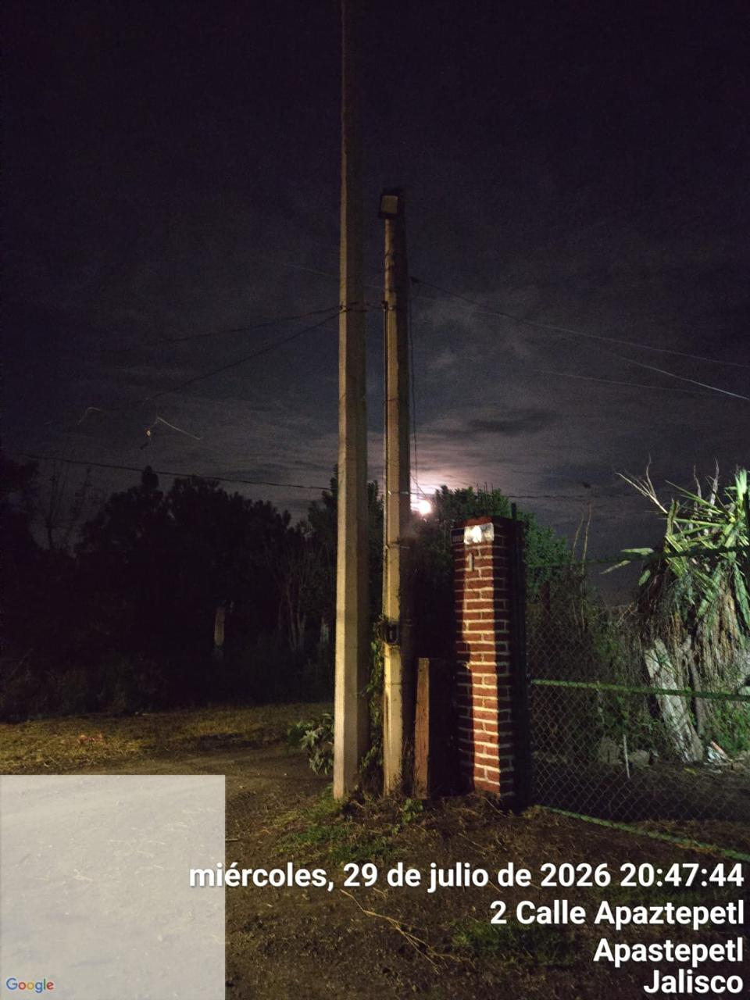 miércoles, 29 de julio de 2026 20:47:44
2 Calle Apaztepetl
Apastepetl
Jalisco
Google